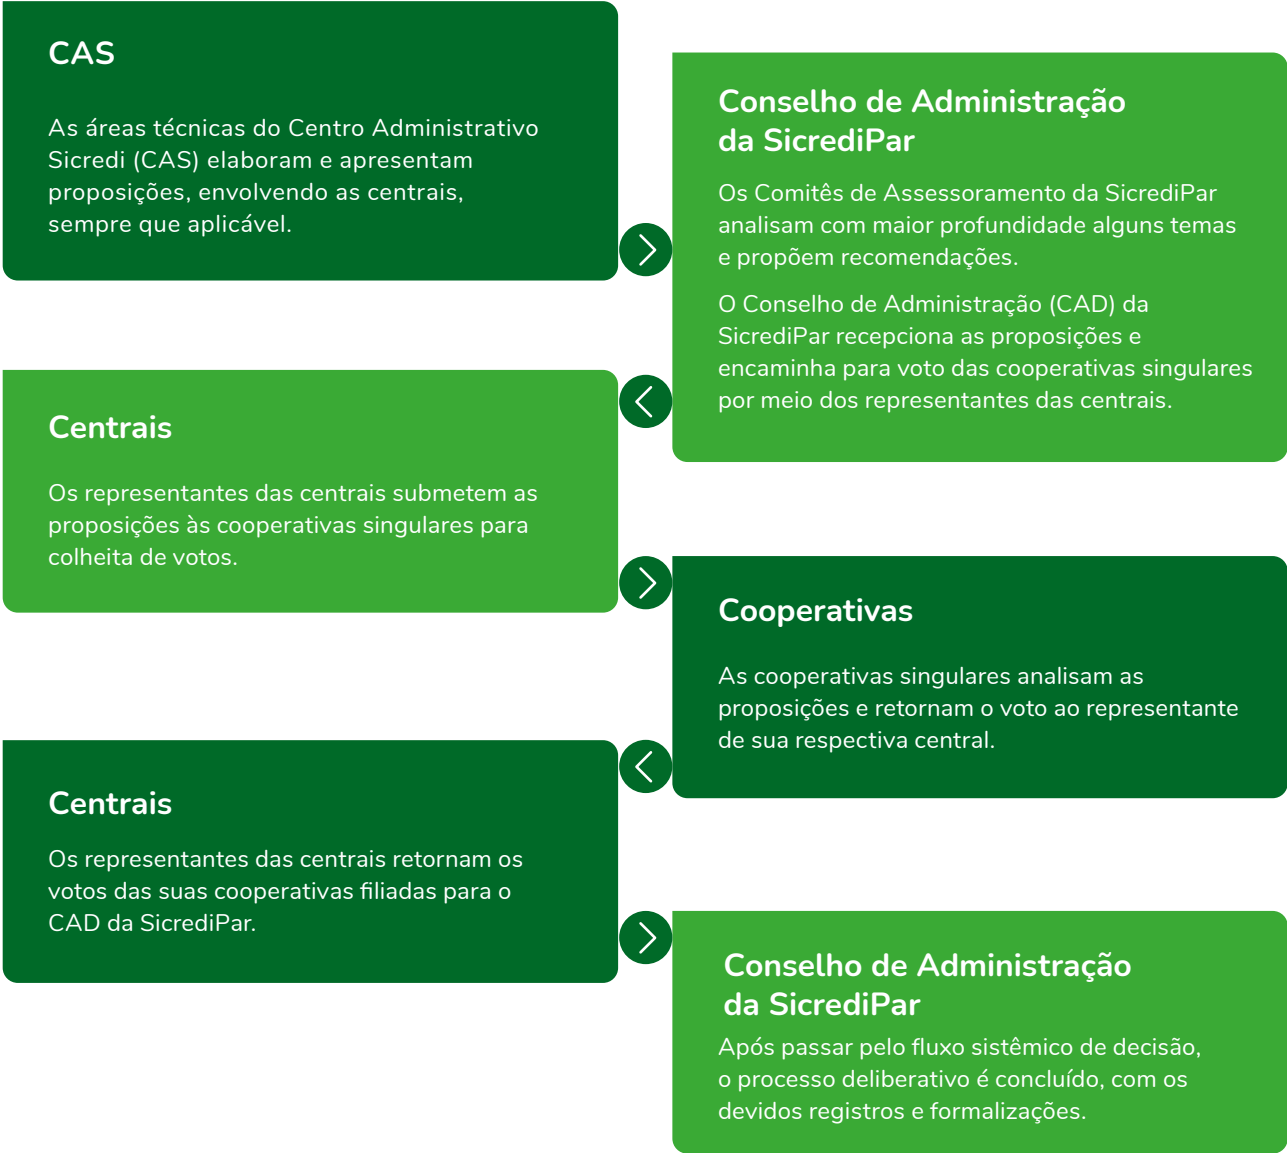 CAS
As áreas técnicas do Centro Administrativo
Sicredi (CAS) elaboram e apresentam
proposições, envolvendo as centrais,
sempre que aplicável.
Conselho de Administração
da SicrediPar
Os Comitês de Assessoramento da SicrediPar
analisam com maior profundidade alguns temas
e propõem recomendações.
O Conselho de Administração (CAD) da
SicrediPar recepciona as proposições e
encaminha para voto das cooperativas singulares
por meio dos representantes das centrais.
Centrais
Os representantes das centrais submetem as
proposições às cooperativas singulares para
colheita de votos.
Cooperativas
As cooperativas singulares analisam as
proposições e retornam o voto ao representante
de sua respectiva central.
Centrais
Os representantes das centrais retornam os
votos das suas cooperativas filiadas para o
CAD da SicrediPar.
Conselho de Administração
da SicrediPar
Após passar pelo fluxo sistêmico de decisão,
o processo deliberativo é concluído, com os
devidos registros e formalizações.